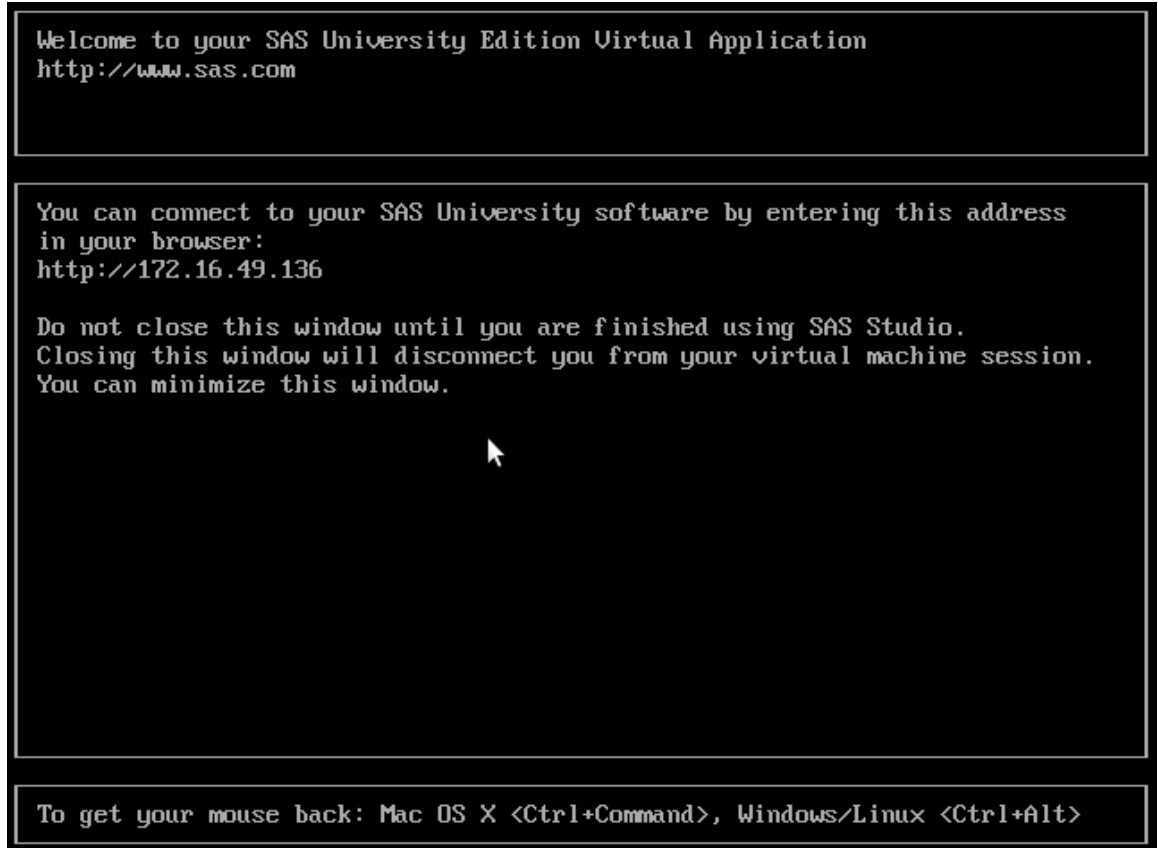 Welcome to your SAS University Edition Virtual Application
http://www.sas.com
You can connect to your SAS University software by entering this address
in your browser:
http://172.16.49.136
Do not close this window until you are finished using SAS Studio.
Closing this window will disconnect you from your virtual machine session.
You can minimize this window.
To get your mouse back: Mac OS X <Ctrl+Command>, Windows/Linux <Ctrl+Alt>